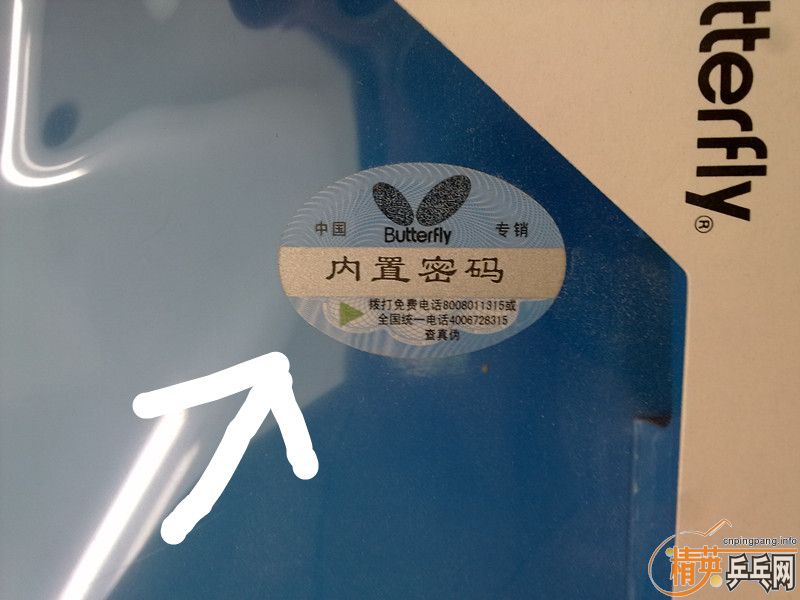 tterfly®
中国
专销
Butterfly
内置密码
拨打免费电话8008011315或
全国统一电话4006728315
查真伪
cnpingpang.info
精英乒乓网